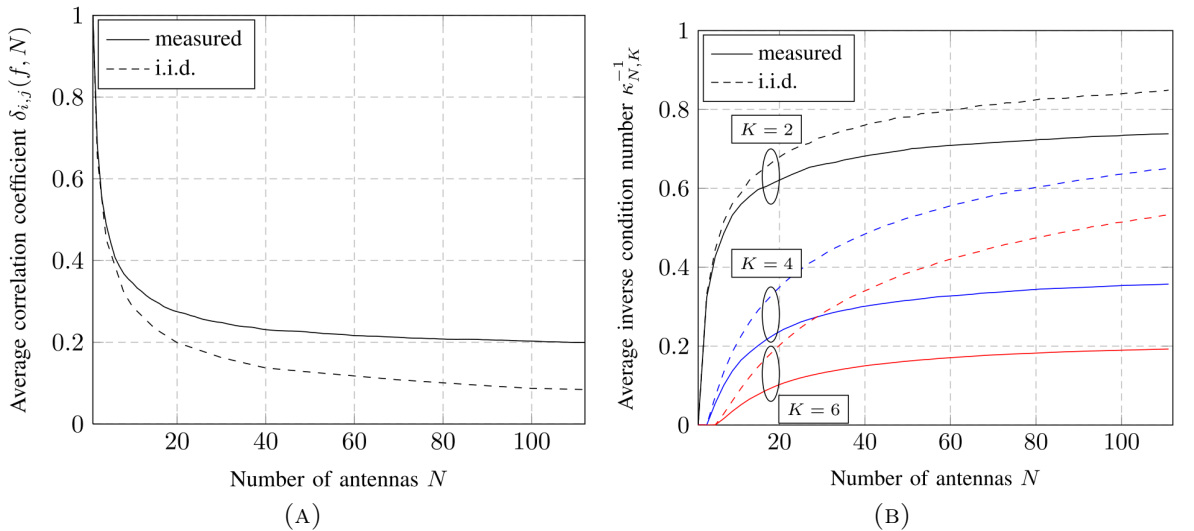 Average correlation coefficient δ_{i,j}(f, N)
1
0.8
0.6
0.4
0.2
0
measured
i.i.d.
20 40 60 80 100
Number of antennas N
(A)
Average inverse condition number κ^{-1}_{N,K}
1
0.8
0.6
0.4
0.2
0
measured
i.i.d.
K = 2
K = 4
K = 6
20 40 60 80 100
Number of antennas N
(B)